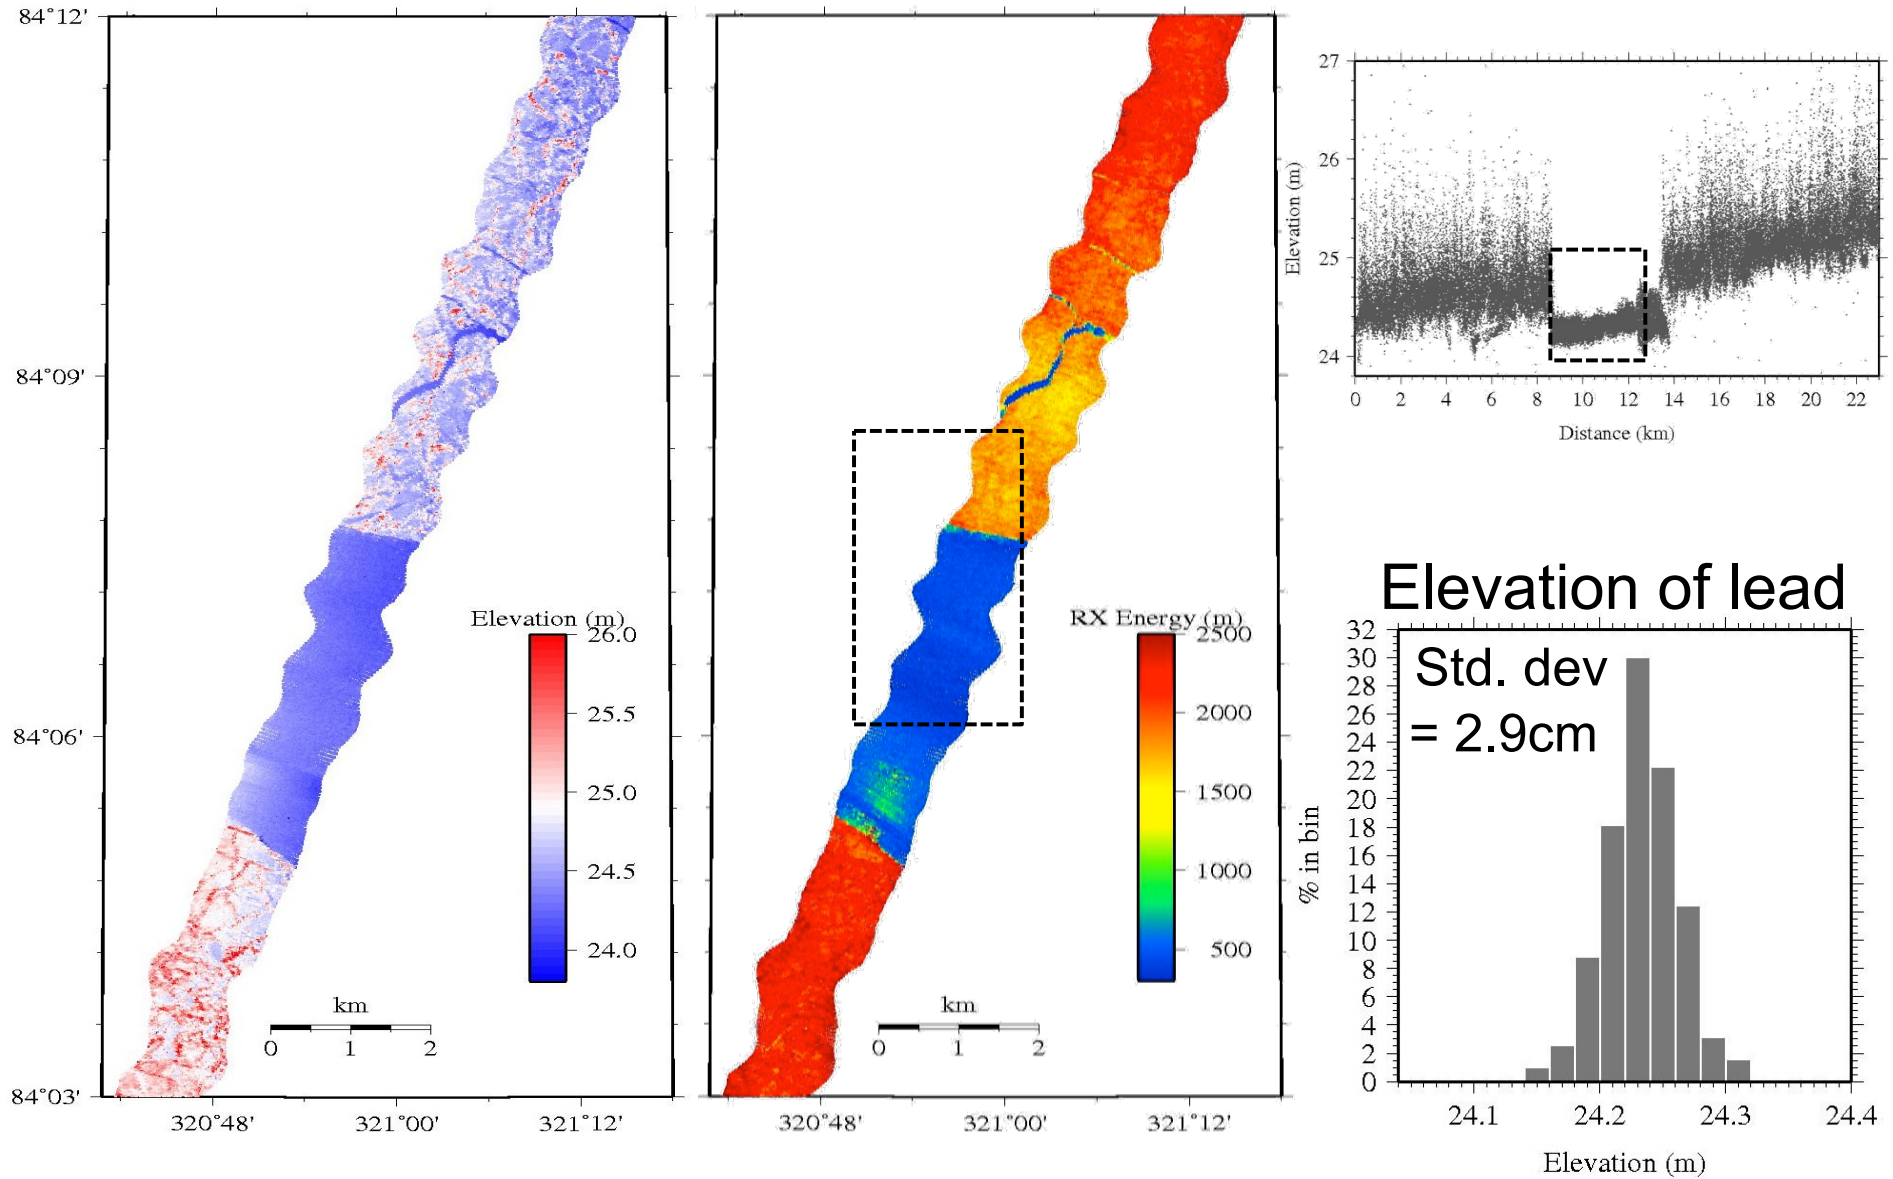 84°12'
84°09'
84°06'
84°03'
Elevation (m)
26.0
25.5
25.0
24.5
24.0
km
0 1 2
320°48' 321°00' 321°12'
RX Energy (m)
2500
2000
1500
1000
500
km
0 1 2
320°48' 321°00' 321°12'
27
26
25
24
Elevation (m)
0 2 4 6 8 10 12 14 16 18 20 22
Distance (km)
Elevation of lead
Std. dev
= 2.9cm
32
30
28
26
24
22
20
18
16
14
12
10
8
6
4
2
0
% in bin
24.1 24.2 24.3 24.4
Elevation (m)